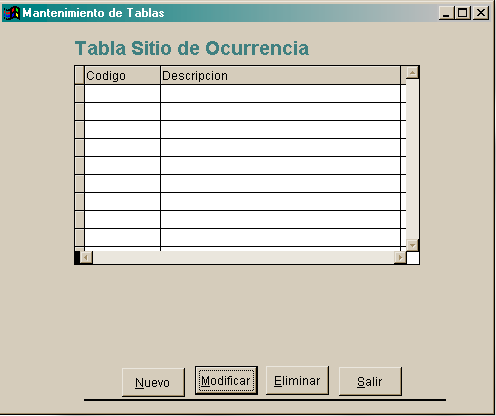 Mantenimiento de Tablas
Tabla Sitio de Ocurrencia
Codigo Descripcion
Nuevo Modificar Eliminar Salir